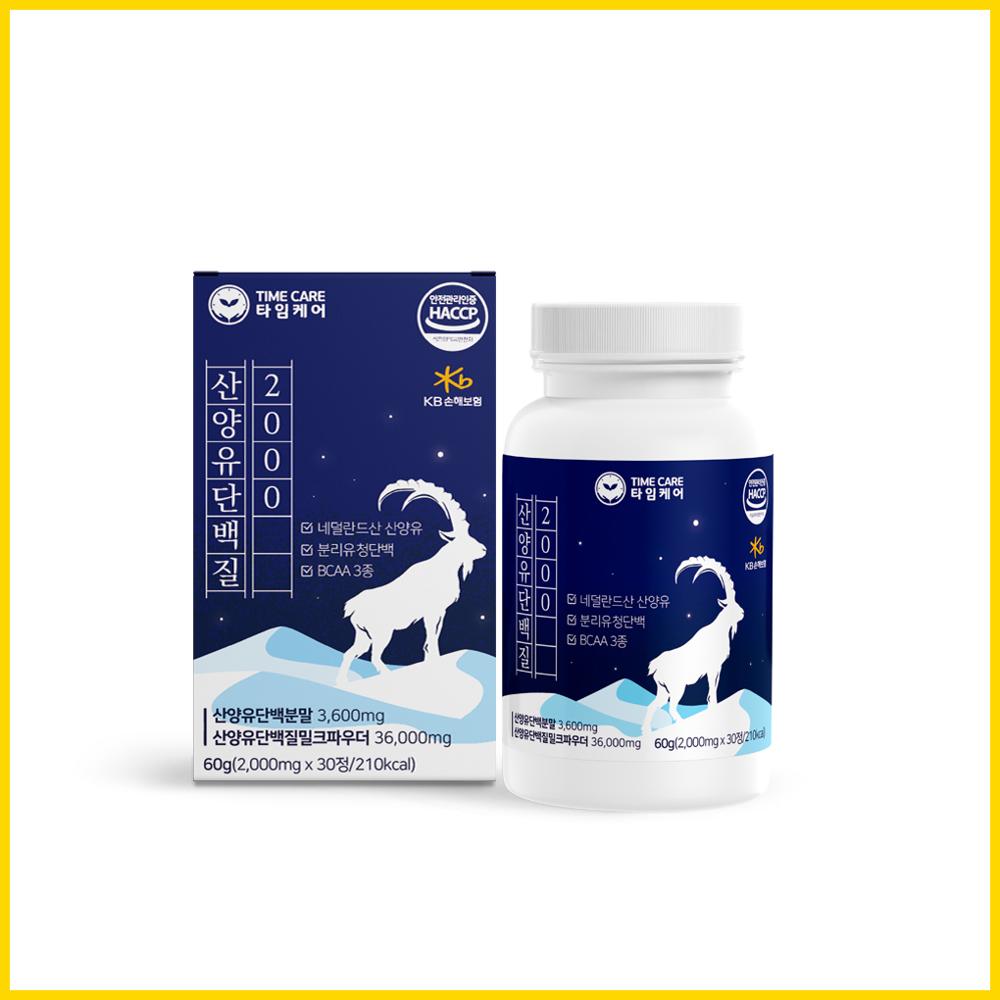 TIME CARE
타임케어
안전관리인증
HACCP
KB 손해보험
산양유단백질
2000
네덜란드산 산양유
분리유청단백
BCAA 3종
산양유단백분말 3,600mg
산양유단백질밀크파우더 36,000mg
60g(2,000mg x 30정/210kcal)
TIME CARE
타임케어
안전관리인증
HACCP
KB 손해보험
산양유단백질
2000
네덜란드산 산양유
분리유청단백
BCAA 3종
산양유단백분말 3,600mg
산양유단백질밀크파우더 36,000mg
60g(2,000mg x 30정/210kcal)